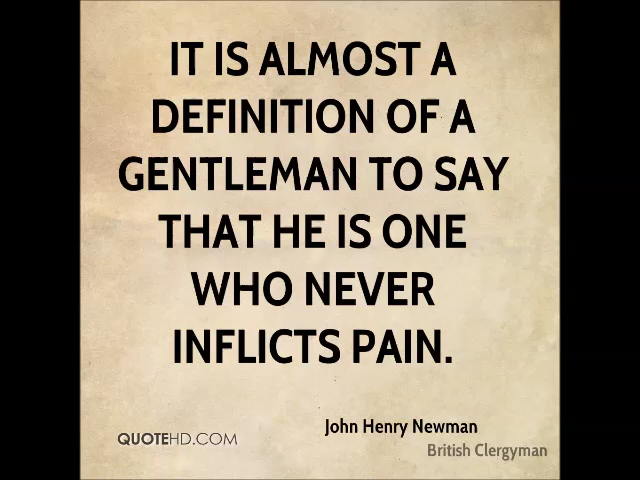 IT IS ALMOST A
DEFINITION OF A
GENTLEMAN TO SAY
THAT HE IS ONE
WHO NEVER
INFLICTS PAIN.
John Henry Newman
QUOTEHD.COM
British Clergyman